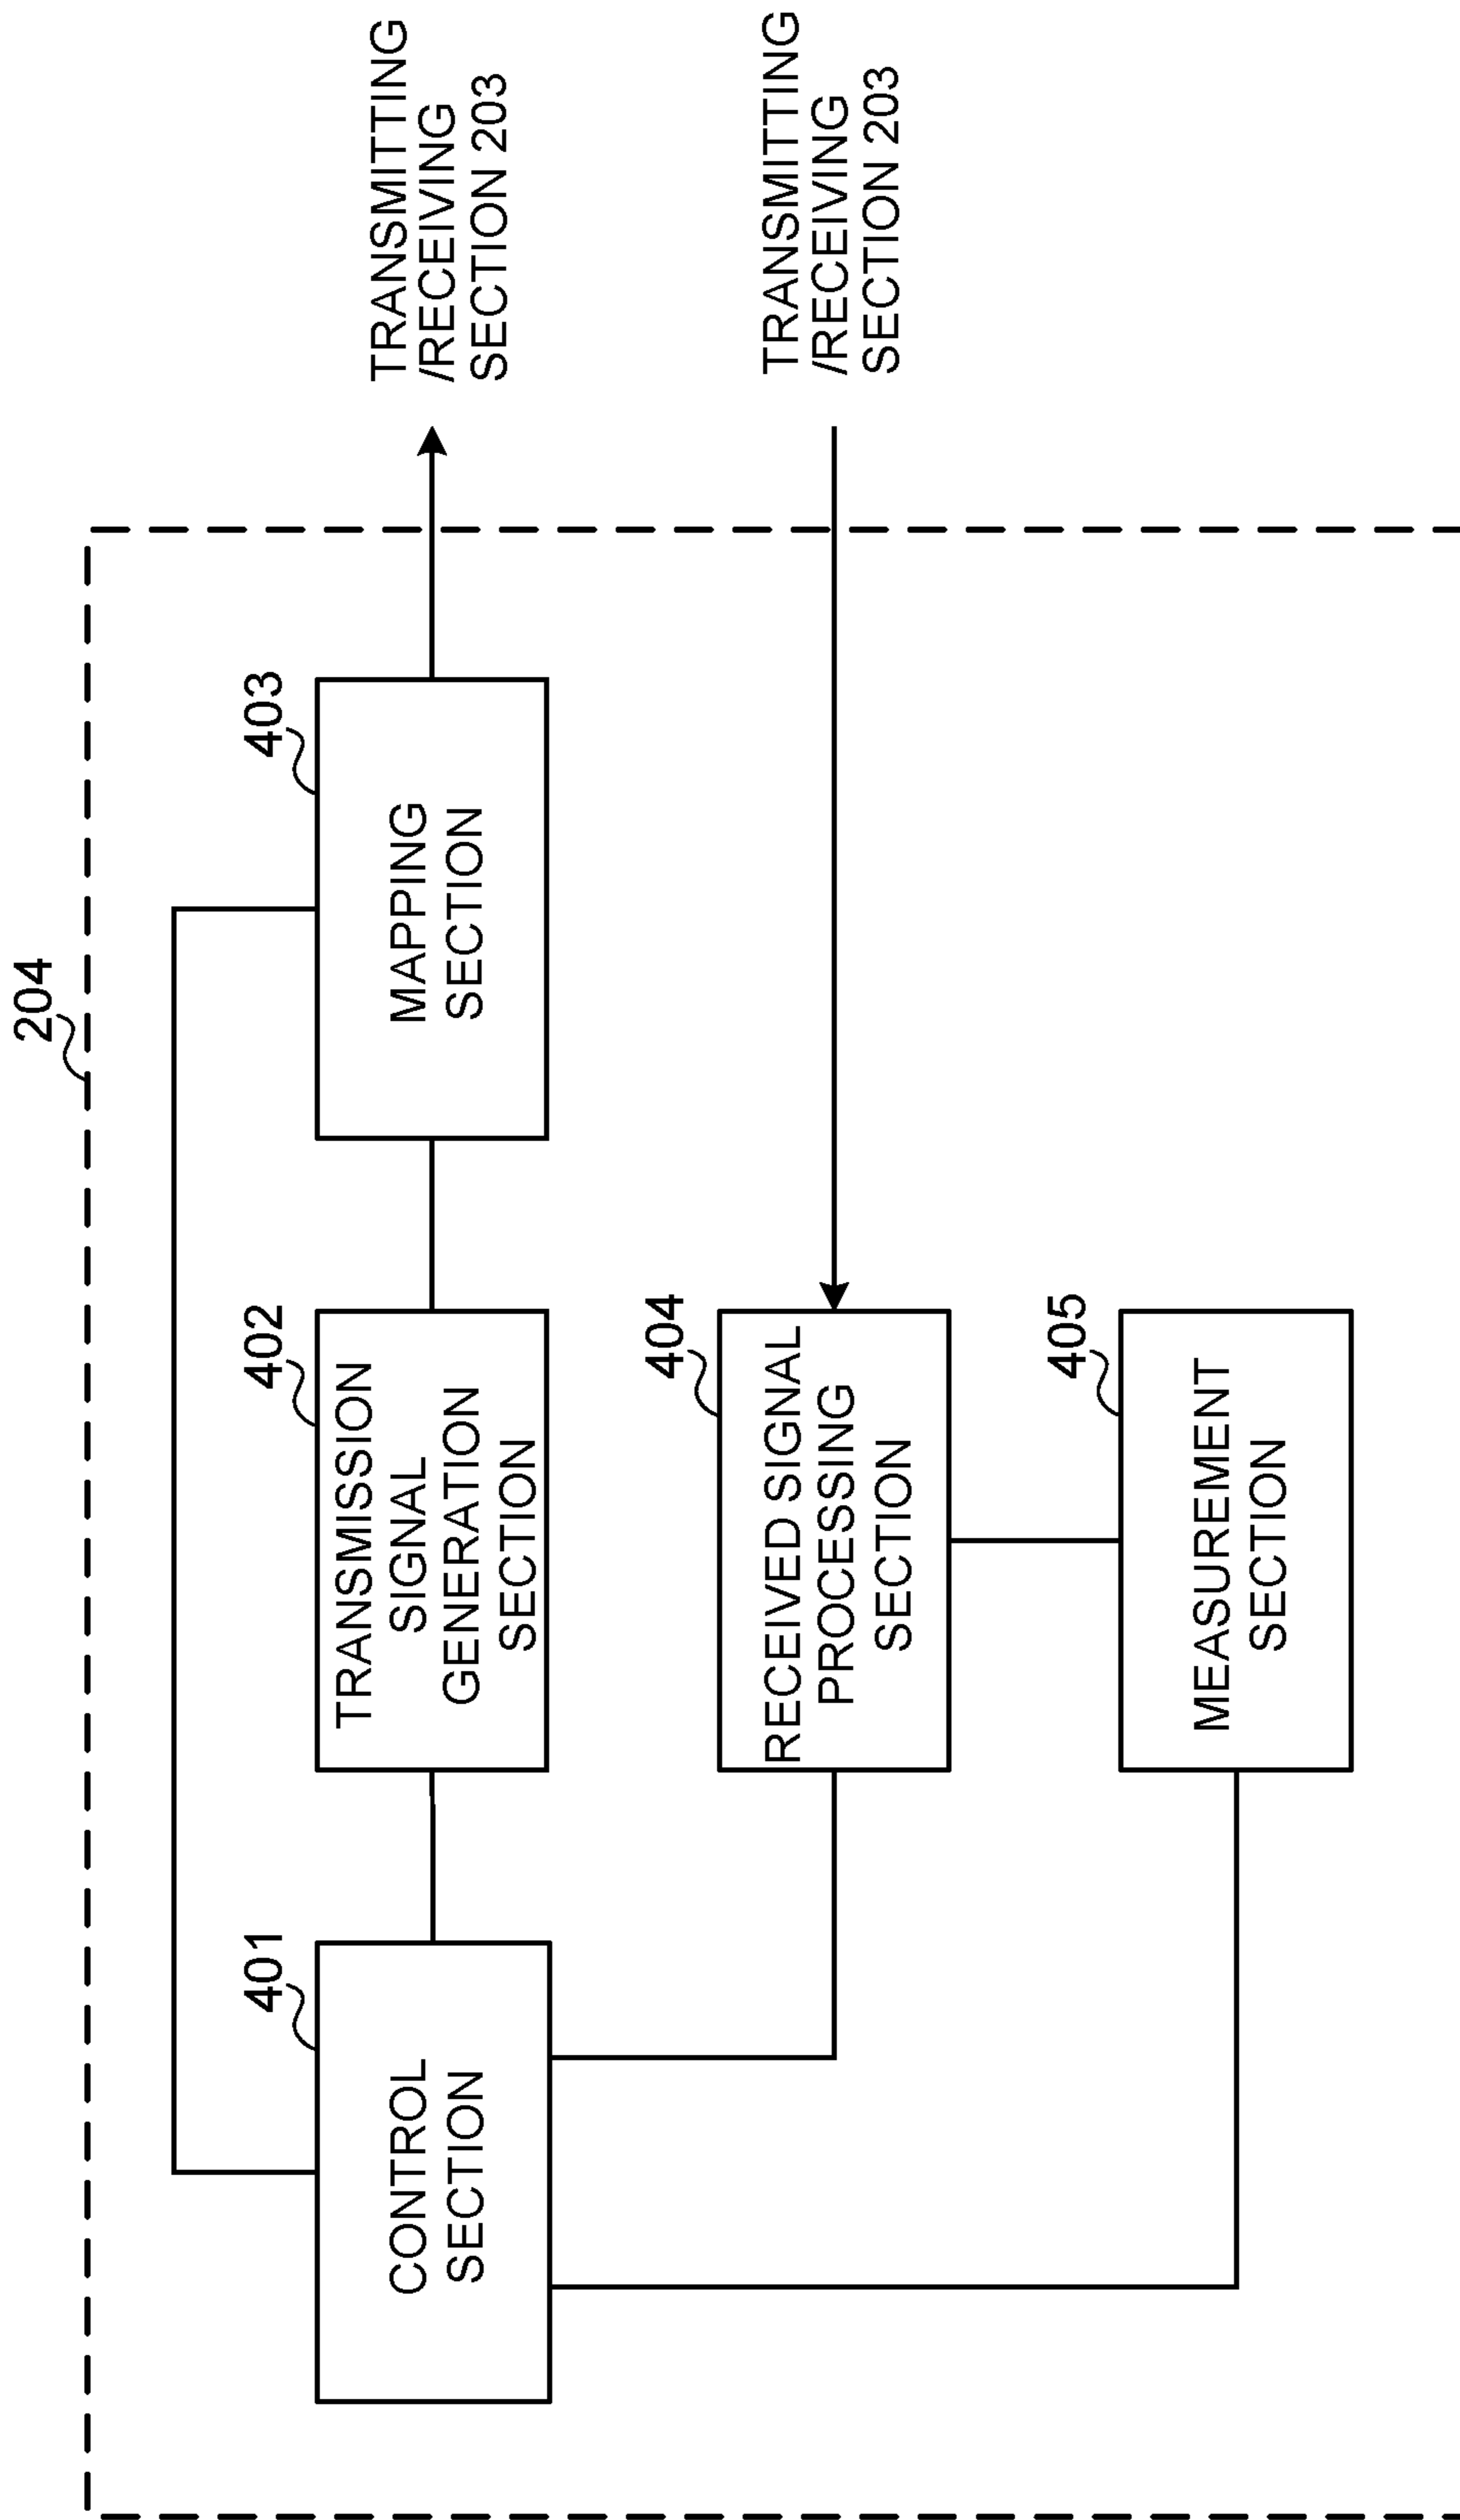 204
401
CONTROL
SECTION
402
TRANSMISSION
SIGNAL
GENERATION
SECTION
403
MAPPING
SECTION
TRANSMITTING
/RECEIVING
SECTION 203
404
RECEIVED SIGNAL
PROCESSING
SECTION
TRANSMITTING
/RECEIVING
SECTION 203
405
MEASUREMENT
SECTION